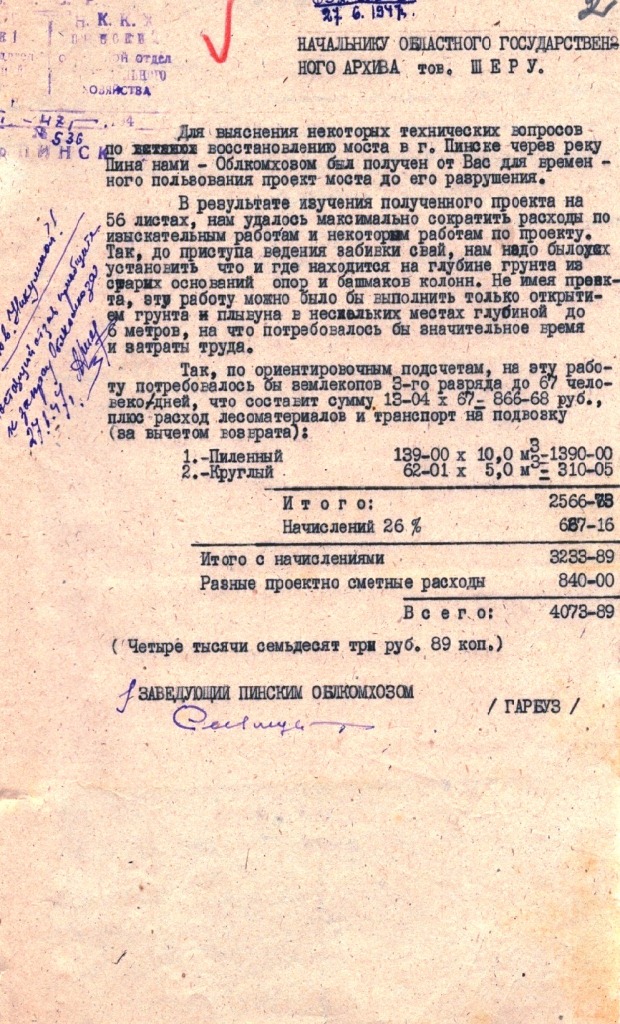 27.6.1947г.
2
Н. К. К. Х
ПИНСКИЙ
ОТДЕЛ
ХОЗЯЙСТВА
536
ПИНСК
НАЧАЛЬНИКУ ОБЛАСТНОГО ГОСУДАРСТВЕН-
НОГО АРХИВА тов. Ш Е Р У.
Для выяснения некоторых технических вопросов
по восстановлению моста в г. Пинске через реку
Пина нами - Облкомхозом был получен от Вас для времен -
ного пользования проект моста до его разрушения.
В результате изучения полученного проекта на
56 листах, нам удалось максимально сократить расходы по
изыскательным работам и некоторым работам по проекту.
Так, до приступа ведения забивки свай, нам надо было
установить что и где находится на глубине грунта из
старых оснований опор и башмаков колонн. Не имея проек-
та, эту работу можно было бы выполнить только открыти-
ем грунта и плывуна в нескольких местах глубиной до
6 метров, на что потребовалось бы значительное время
и затраты труда.
Так, по ориентировочным подсчетам, на эту рабо-
ту потребовалось бы землекопов 3-го разряда до 67 чело-
веко/дней, что составит сумму 13-04 х 67= 866-68 руб.,
плюс расход лесоматериалов и транспорт на подвозку
(за вычетом возврата):
1.-Пиленный 139-00 х 10,0 м3=1390-00
2.-Круглый 62-01 х 5,0 м3= 310-05
И т о г о: 2566-73
Начислений 26 % 667-16
Итого с начислениями 3233-89
Разные проектно сметные расходы 840-00
В с е г о: 4073-89
( Четыре тысячи семьдесят три руб. 89 коп.)
ЗАВЕДУЮЩИЙ ПИНСКИМ ОБЛКОМХОЗОМ
/ ГАРБУЗ /
отзыв приобщите
к Облкомхоза
27.6.47